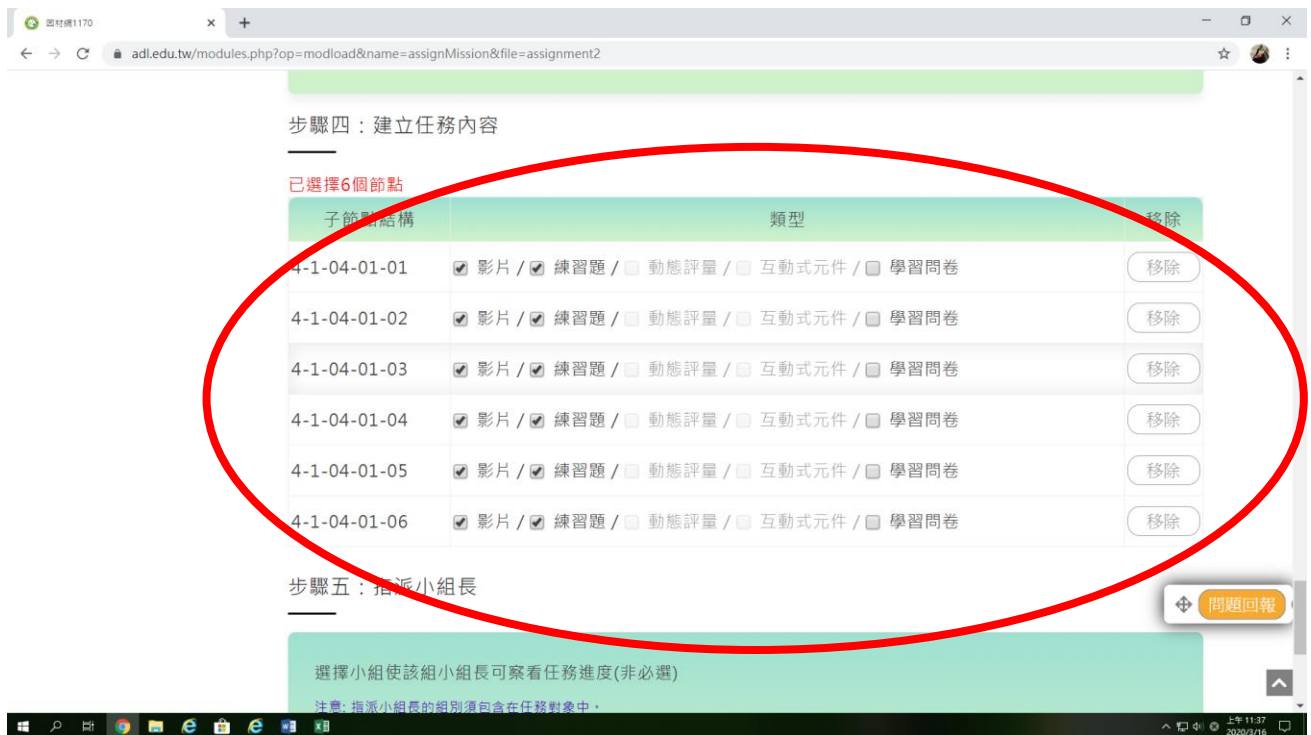 因材網1170
adl.edu.tw/modules.php?op=modload&name=assignMission&file=assignment2
步驟四：建立任務內容
已選擇6個節點
子節點結構 類型 移除
4-1-04-01-01 影片 / 練習題 / 動態評量 / 互動式元件 / 學習問卷 移除
4-1-04-01-02 影片 / 練習題 / 動態評量 / 互動式元件 / 學習問卷 移除
4-1-04-01-03 影片 / 練習題 / 動態評量 / 互動式元件 / 學習問卷 移除
4-1-04-01-04 影片 / 練習題 / 動態評量 / 互動式元件 / 學習問卷 移除
4-1-04-01-05 影片 / 練習題 / 動態評量 / 互動式元件 / 學習問卷 移除
4-1-04-01-06 影片 / 練習題 / 動態評量 / 互動式元件 / 學習問卷 移除
步驟五：指派小組長
問題回報
選擇小組使該組小組長可察看任務進度(非必選)
注意: 指派小組長的組別須包含在任務對象中。
上午 11:37
2020/3/16